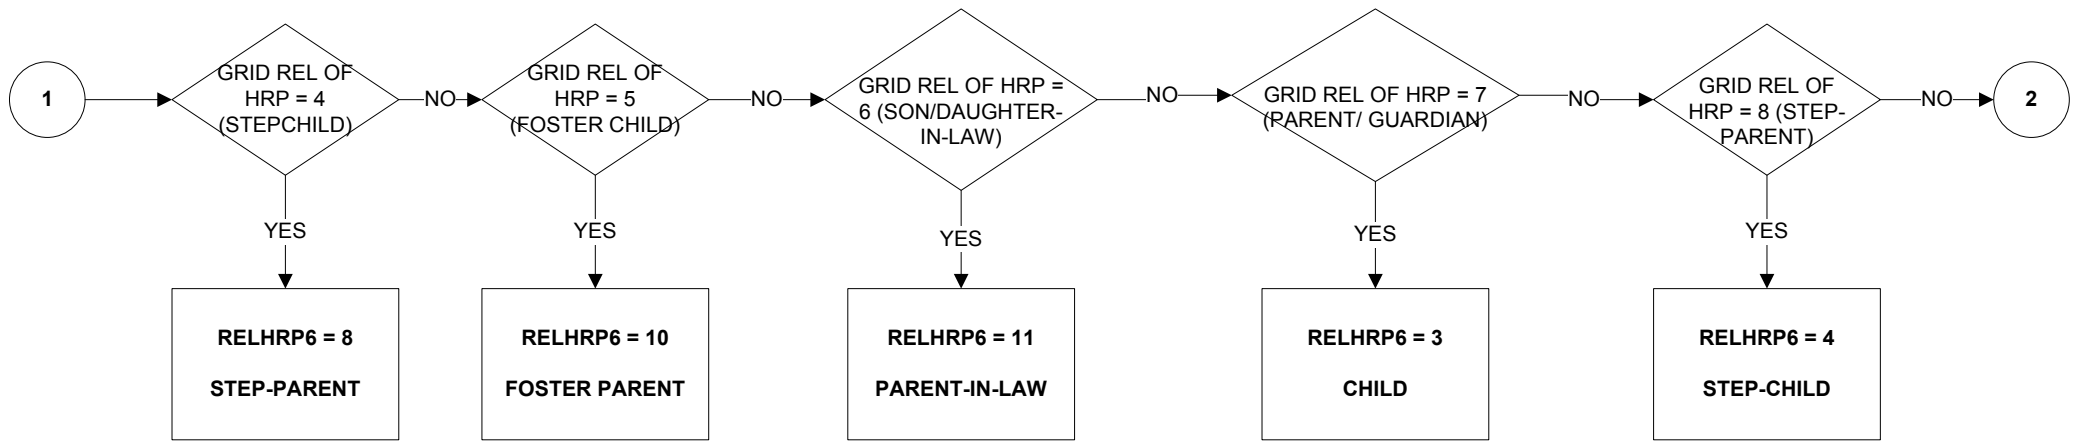 1
GRID REL OF
HRP = 4
(STEPCHILD)
NO
GRID REL OF
HRP = 5
(FOSTER CHILD)
NO
GRID REL OF HRP =
6 (SON/DAUGHTER-
IN-LAW)
NO
GRID REL OF HRP = 7
(PARENT/ GUARDIAN)
NO
GRID REL OF
HRP = 8 (STEP-
PARENT)
NO
2
YES
YES
YES
YES
YES
RELHRP6 = 8
STEP-PARENT
RELHRP6 = 10
FOSTER PARENT
RELHRP6 = 11
PARENT-IN-LAW
RELHRP6 = 3
CHILD
RELHRP6 = 4
STEP-CHILD